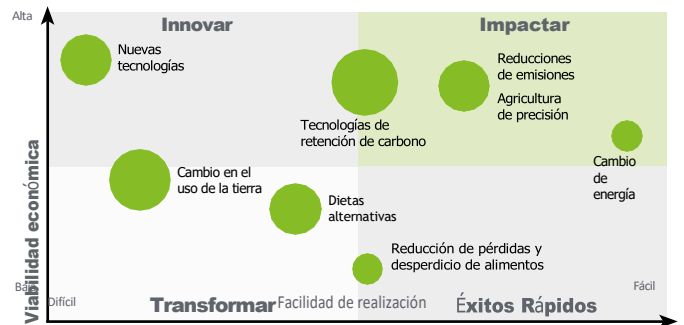 Alta
Innovar
Impactar
Nuevas
tecnologías
Reducciones
de emisiones
Agricultura
de precisión
Tecnologías de
retención de carbono
Cambio
de
energía
Cambio en el
uso de la tierra
Dietas
alternativas
Reducción de pérdidas y
desperdicio de alimentos
Viabilidad económica
Difícil
Fácil
Transformar
Facilidad de realización
Éxitos Rápidos